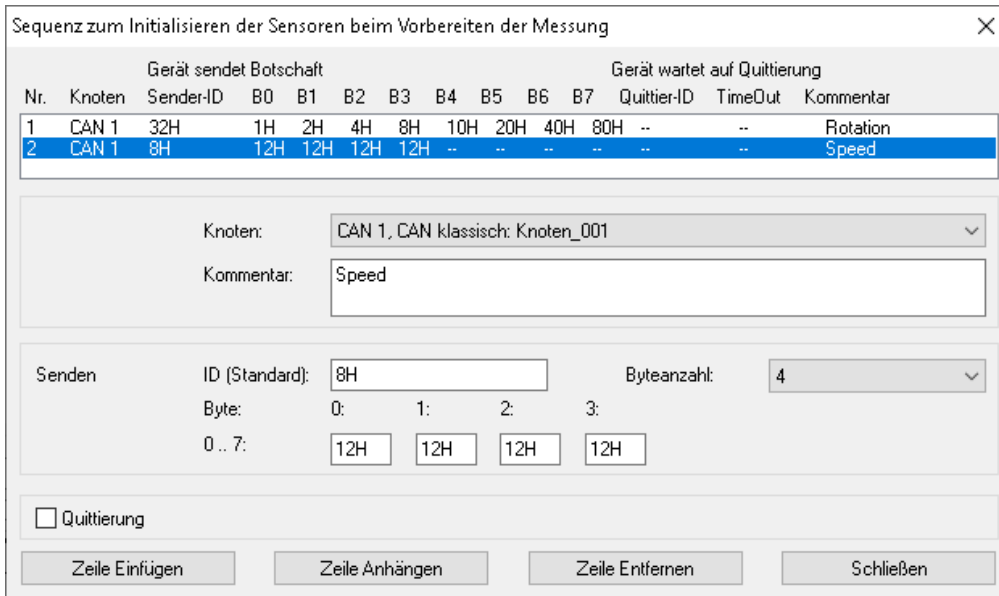 Sequenz zum Initialisieren der Sensoren beim Vorbereiten der Messung
Gerät sendet Botschaft Gerät wartet auf Quittierung
Nr. Knoten Sender-ID B0 B1 B2 B3 B4 B5 B6 B7 Quittier-ID TimeOut Kommentar
1 CAN 1 32H 1H 2H 4H 8H 10H 20H 40H 80H -- -- Rotation
2 CAN 1 8H 12H 12H 12H 12H -- -- -- -- -- -- Speed
Knoten: CAN 1, CAN klassisch: Knoten_001
Kommentar: Speed
Senden ID (Standard): 8H Byteanzahl: 4
Byte: 0: 1: 2: 3:
0 .. 7: 12H 12H 12H 12H
Quittierung
Zeile Einfügen Zeile Anhängen Zeile Entfernen Schließen